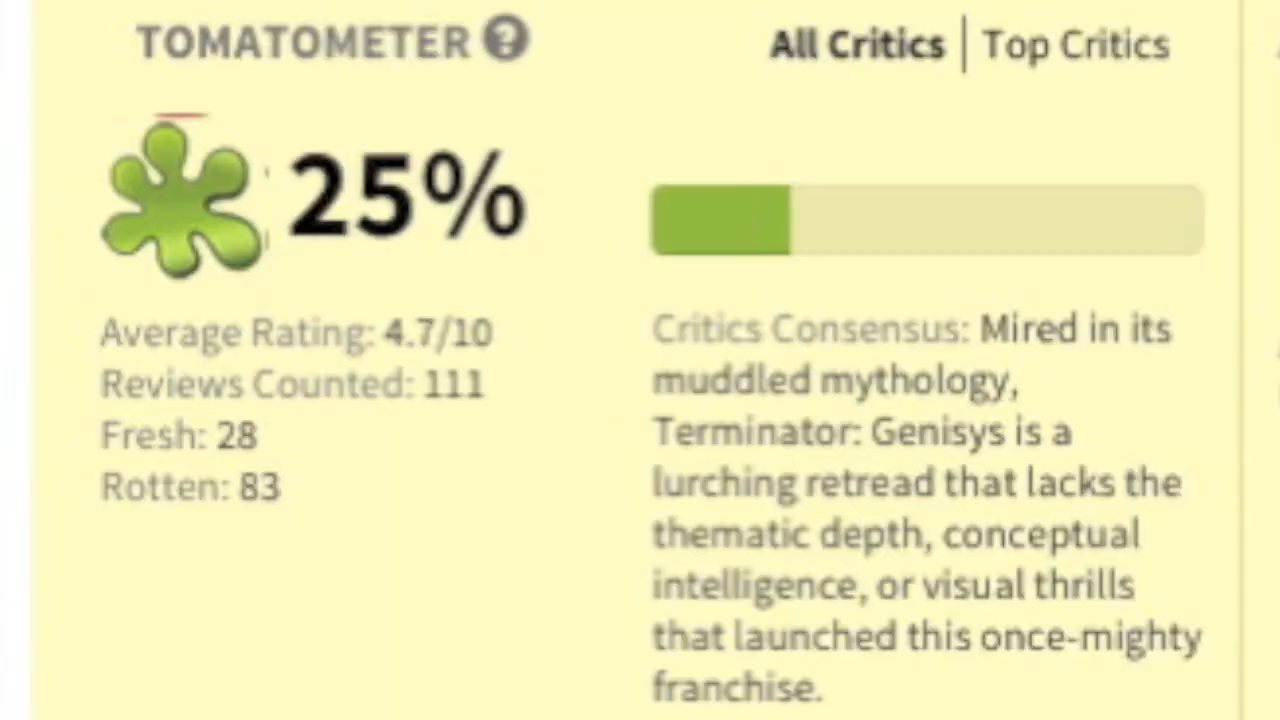 TOMATOMETER ?
All Critics | Top Critics
25%
Average Rating: 4.7/10
Reviews Counted: 111
Fresh: 28
Rotten: 83
Critics Consensus: Mired in its
muddled mythology,
Terminator: Genisys is a
lurching retread that lacks the
thematic depth, conceptual
intelligence, or visual thrills
that launched this once-mighty
franchise.